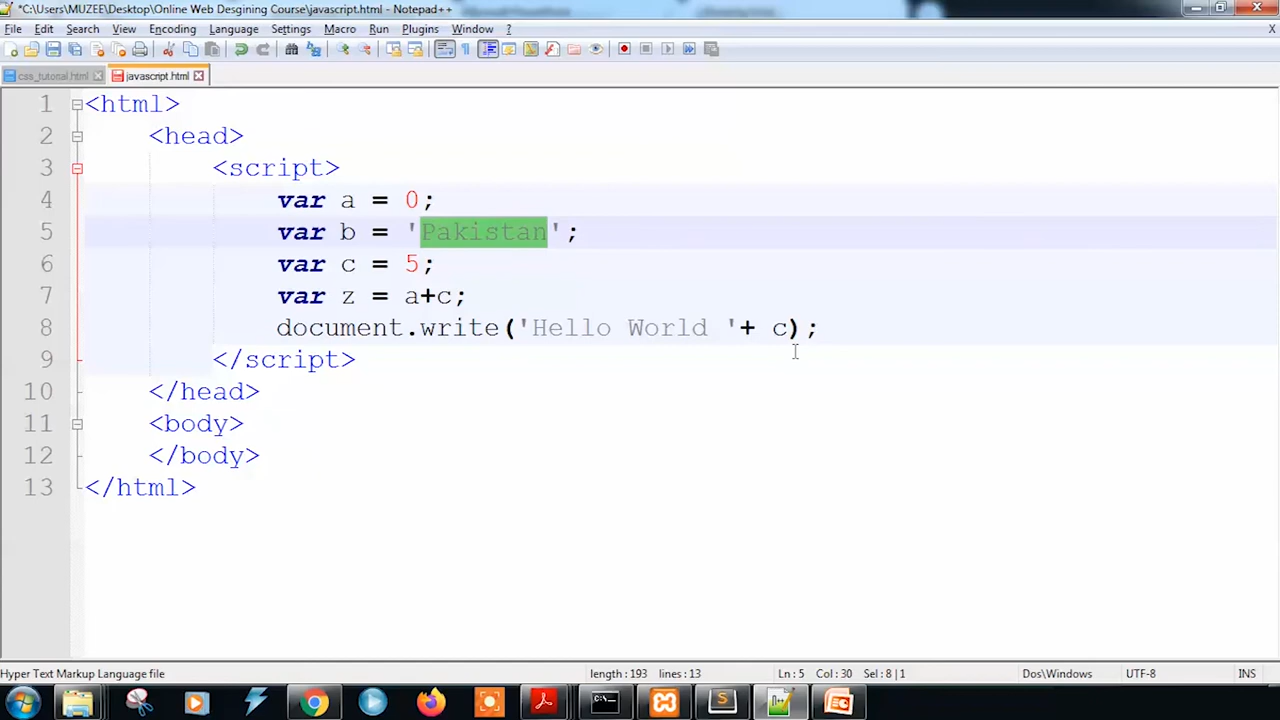 *C:\Users\MUZEE\Desktop\Online Web Desgining Course\javascript.html - Notepad++
File Edit Search View Encoding Language Settings Macro Run Plugins Window ? X
css_tutorial.html javascript.html
1 <html>
2 <head>
3 <script>
4 var a = 0;
5 var b = 'Pakistan';
6 var c = 5;
7 var z = a+c;
8 document.write('Hello World '+ c);
9 </script>
10 </head>
11 <body>
12 </body>
13 </html>
Hyper Text Markup Language file length : 193 lines : 13 Ln : 5 Col : 30 Sel : 8 | 1 Dos\Windows UTF-8 INS